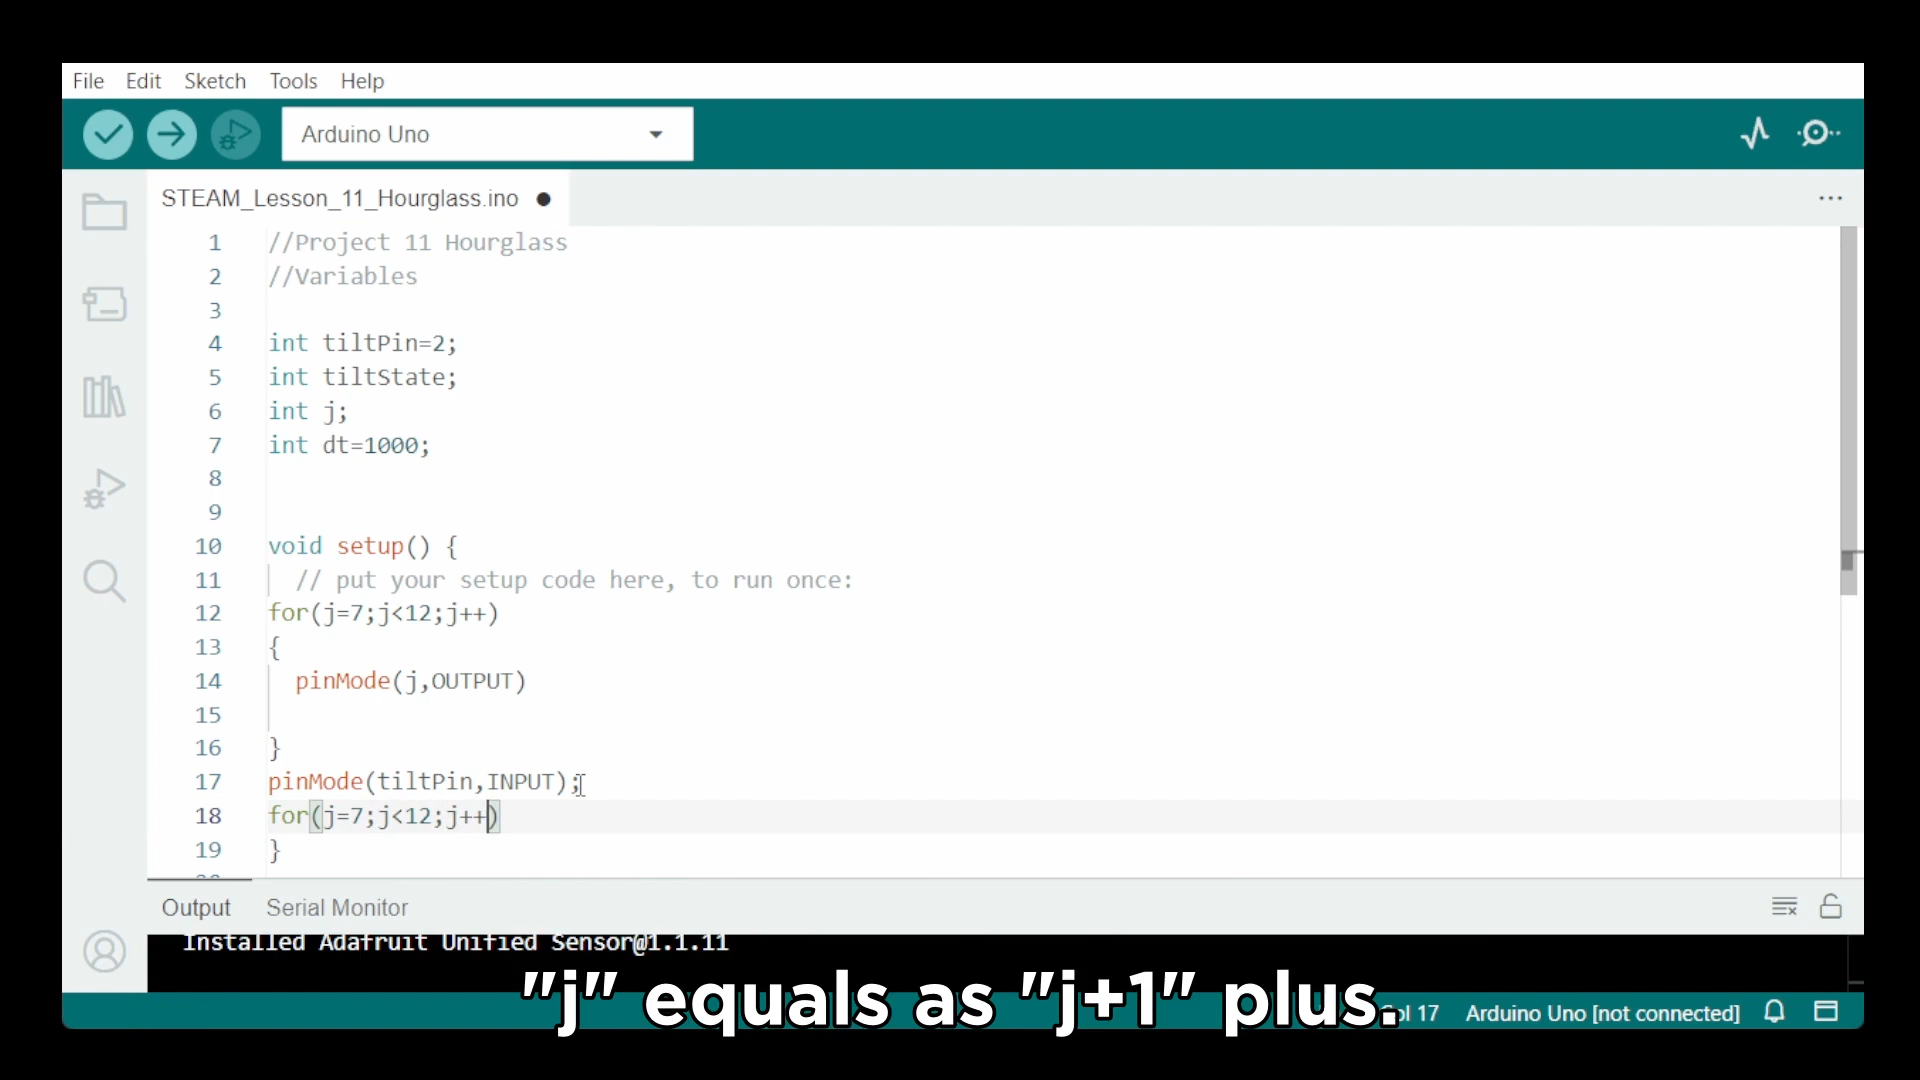 File Edit Sketch Tools Help
Arduino Uno
STEAM_Lesson_11_Hourglass.ino
1 //Project 11 Hourglass
2 //Variables
3
4 int tiltPin=2;
5 int tiltState;
6 int j;
7 int dt=1000;
8
9
10 void setup() {
11 // put your setup code here, to run once:
12 for(j=7;j<12;j++)
13 {
14 pinMode(j,OUTPUT)
15
16 }
17 pinMode(tiltPin,INPUT);
18 for(j=7;j<12;j++)
19 }
Output Serial Monitor
Installed Adafruit Unified Sensor@1.1.11
"j" equals as "j+1" plus.
17 Arduino Uno [not connected]